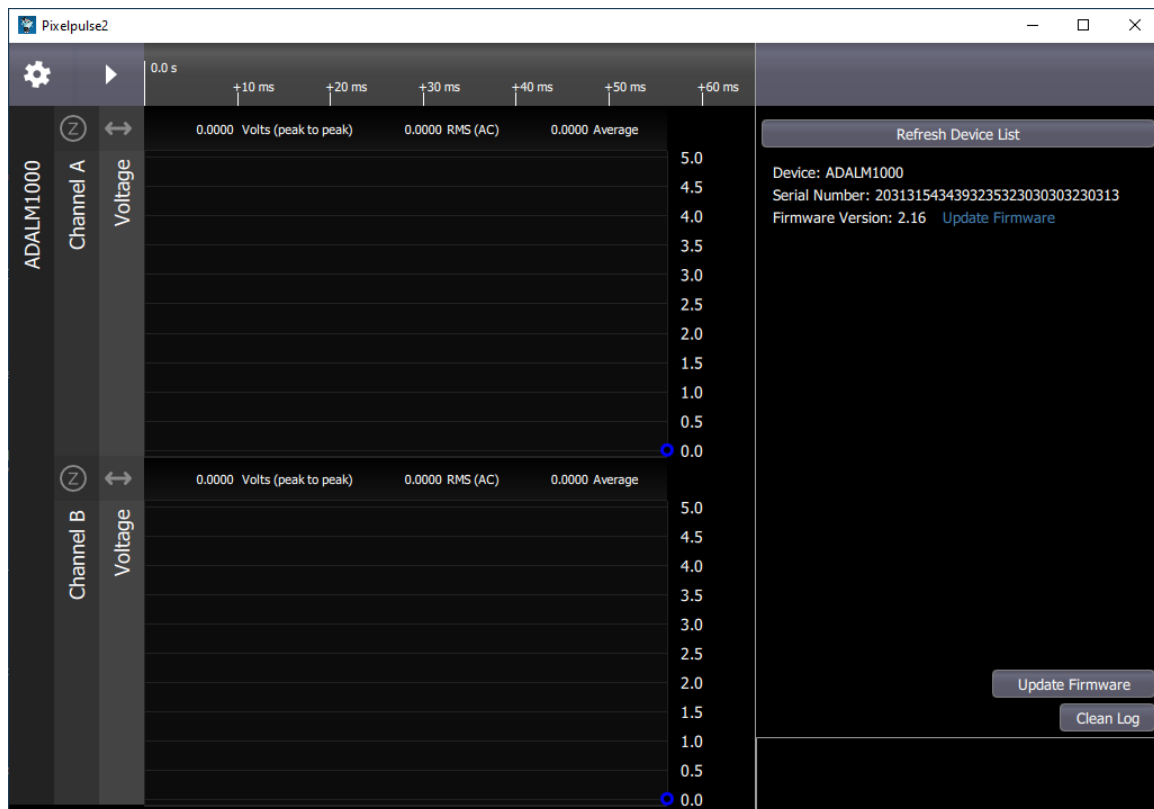 Pixelpulse2
0.0 s
+10 ms +20 ms +30 ms +40 ms +50 ms +60 ms
ADALM1000
Z
Channel A
Voltage
0.0000 Volts (peak to peak) 0.0000 RMS (AC) 0.0000 Average
5.0
4.5
4.0
3.5
3.0
2.5
2.0
1.5
1.0
0.5
0.0
Z
Channel B
Voltage
0.0000 Volts (peak to peak) 0.0000 RMS (AC) 0.0000 Average
5.0
4.5
4.0
3.5
3.0
2.5
2.0
1.5
1.0
0.5
0.0
Refresh Device List
Device: ADALM1000
Serial Number: 2031315434393235323030303230313
Firmware Version: 2.16 Update Firmware
Update Firmware
Clean Log